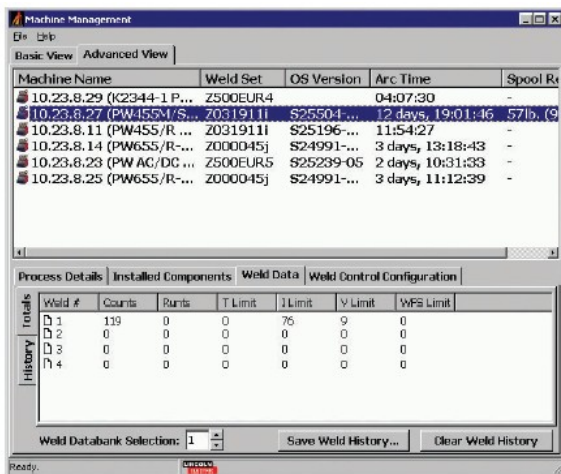 Machine Management
File Help
Basic View Advanced View
Machine Name Weld Set OS Version Arc Time Spool Re
10.23.8.29 (K2344-1 P... Z500EUR4 04:07:30 -
10.23.8.27 (PW455M/S... Z031911i S25504-... 12 days, 19:01:46 57lb. (9
10.23.8.11 (PW455/R ... Z031911i S25196-... 11:54:27 -
10.23.8.14 (PW655/R-... Z000045j S24991-... 3 days, 13:18:43 -
10.23.8.23 (PW AC/DC ... Z500EUR5 S25239-05 2 days, 10:31:33 -
10.23.8.25 (PW655/R-... Z000045j S24991-... 3 days, 11:12:39 -
Process Details Installed Components Weld Data Weld Control Configuration
Totals
History
Weld # Counts Runts T Limit I Limit V Limit WFS Limit
1 119 0 0 76 9 0
2 0 0 0 0 0 0
3 0 0 0 0 0 0
4 0 0 0 0 0 0
Weld Databank Selection: 1 Save Weld History... Clear Weld History
Ready. LINCOLN ELECTRIC